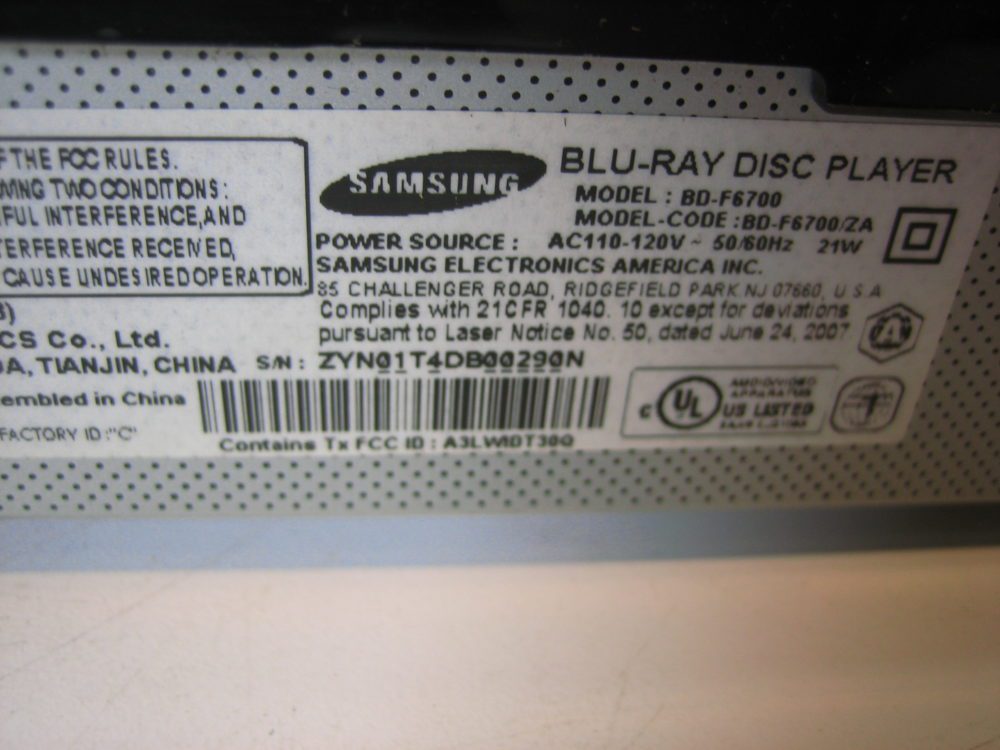 F THE FCC RULES.
WING TWO CONDITIONS:
FUL INTERFERENCE,AND
TERFERENCE RECEIVED,
CAUSE UNDESIRED OPERATION.
CS Co., Ltd.
A, TIANJIN, CHINA
embled in China
FACTORY ID:"C"
SAMSUNG
BLU-RAY DISC PLAYER
MODEL : BD-F6700
MODEL-CODE :BD-F6700/ZA
POWER SOURCE : AC110-120V ~ 50/60Hz 21W
SAMSUNG ELECTRONICS AMERICA INC.
85 CHALLENGER ROAD, RIDGEFIELD PARK NJ 07660, U S A
Complies with 21CFR 1040. 10 except for deviations
pursuant to Laser Notice No. 50, dated June 24, 2007
S/N : ZYN01T4DB00290N
Contains Tx FCC ID : A3LWIDT30Q
c UL US LISTED
AUDIO/VIDEO
APPARATUS